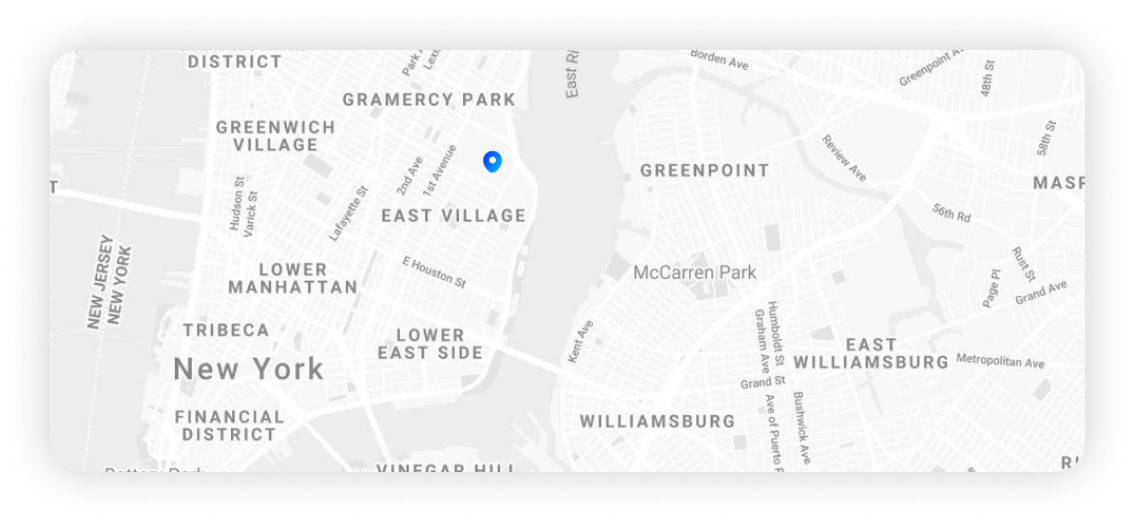 DISTRICT
Park
East Ri
Borden Ave
Greenpoint A
48th St
GRAMERCY PARK
GREENWICH
VILLAGE
58th St
Review Ave
2nd Ave
1st Avenue
GREENPOINT
MASP
T
Hudson St
Varick St
Lafayette St
EAST VILLAGE
56th Rd
NEW JERSEY
NEW YORK
LOWER
MANHATTAN
E Houston St
McCarren Park
Rust St
Page Pl
Grand Ave
TRIBECA
New York
LOWER
EAST SIDE
Kent Ave
Humboldt St
Graham Ave
EAST
WILLIAMSBURG
Metropolitan Ave
Grand St
FINANCIAL
DISTRICT
WILLIAMSBURG
Ave of Puerto
Bushwick Ave
VINEGAR HILL